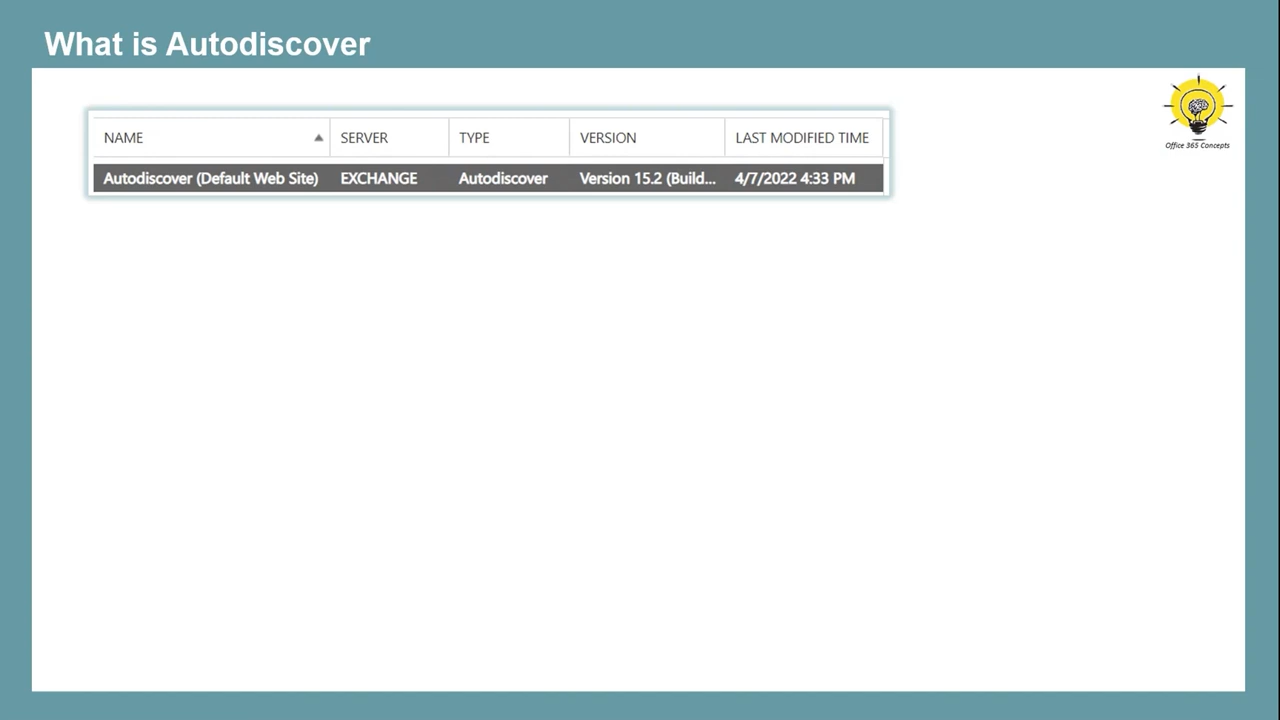 What is Autodiscover
Office 365 Concepts
NAME SERVER TYPE VERSION LAST MODIFIED TIME
Autodiscover (Default Web Site) EXCHANGE Autodiscover Version 15.2 (Build... 4/7/2022 4:33 PM